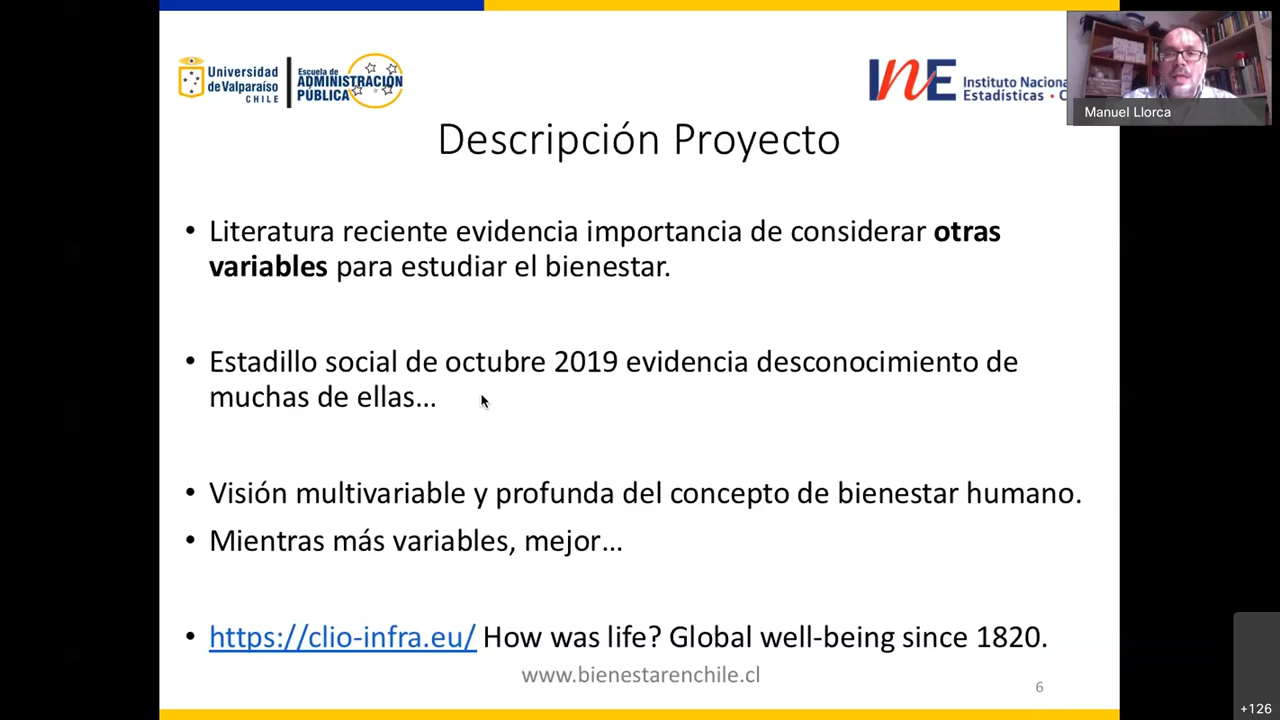 Universidad
de Valparaíso
CHILE
Escuela de
ADMINISTRACIÓN
PÚBLICA
INE
Instituto Naciona
Estadísticas • C
Manuel Llorca
Descripción Proyecto
• Literatura reciente evidencia importancia de considerar otras
variables para estudiar el bienestar.
• Estadillo social de octubre 2019 evidencia desconocimiento de
muchas de ellas…
• Visión multivariable y profunda del concepto de bienestar humano.
• Mientras más variables, mejor…
• https://clio-infra.eu/ How was life? Global well-being since 1820.
www.bienestarenchile.cl
6
+126